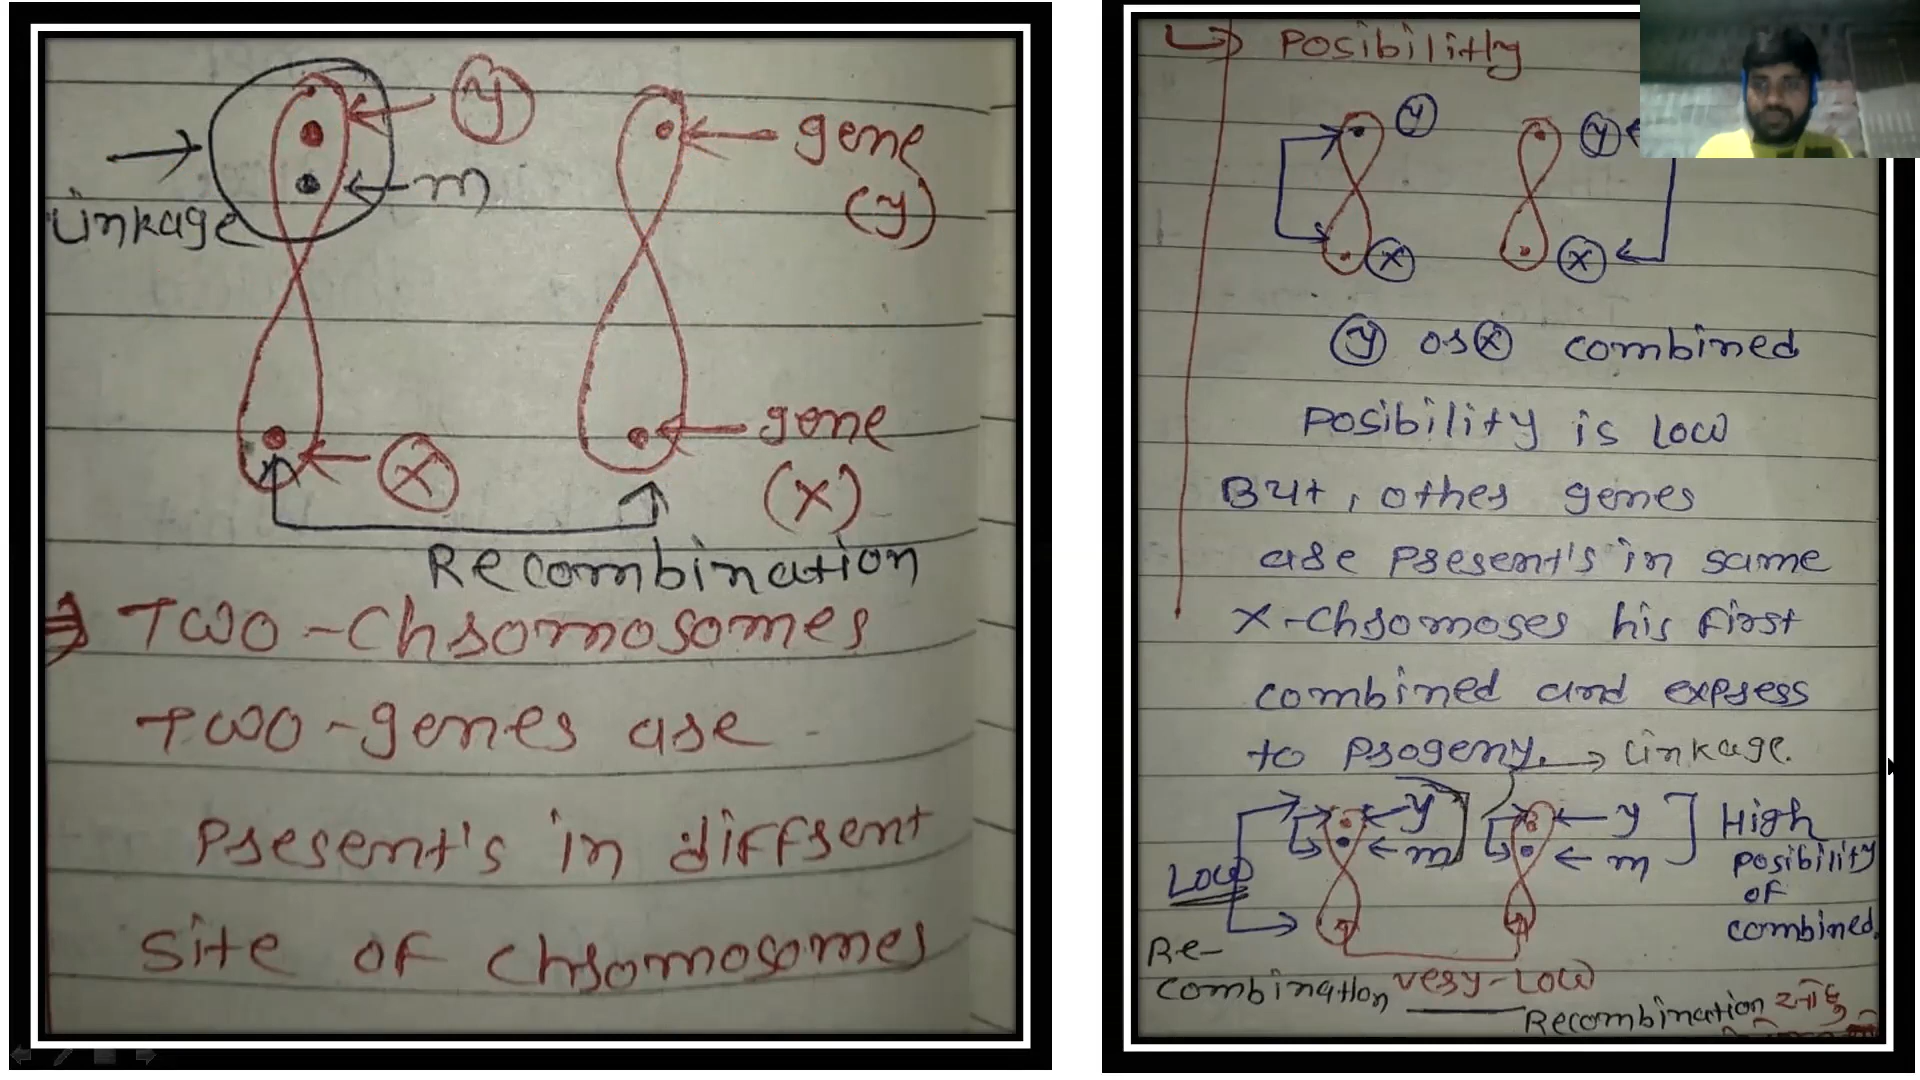 y
gene
(y)
m
Linkage
x
gene
(x)
Recombination
⇒ Two-Chromosomes
Two-genes are
Present's in diffrent
Site of Chromosomes
↳ Posibilitly
y
y
x
x
y or x combined
Posibility is Low
But, other genes
are Present's in same
X-Chromoses his First
combined and express
to Progeny. → Linkage.
y
y
High
m
m
posibility
Low
of
combined.
Re-
combination very-Low
Recombination